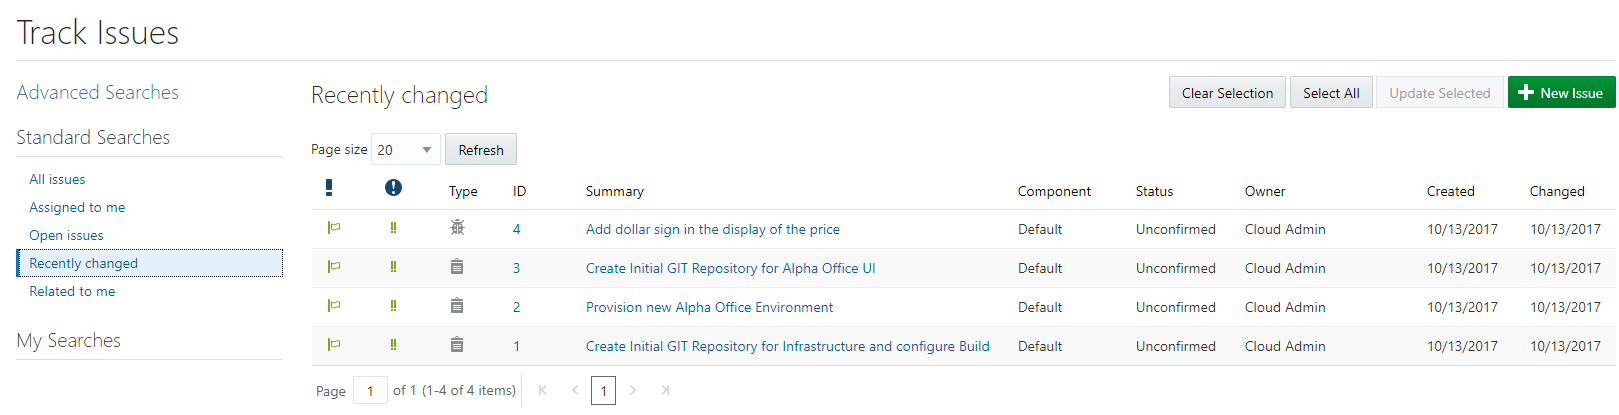 Track Issues
Advanced Searches
Standard Searches
All issues
Assigned to me
Open issues
Recently changed
Related to me
My Searches
Recently changed
Clear Selection Select All Update Selected New Issue
Page size 20 Refresh
Type ID Summary Component Status Owner Created Changed
4 Add dollar sign in the display of the price Default Unconfirmed Cloud Admin 10/13/2017 10/13/2017
3 Create Initial GIT Repository for Alpha Office UI Default Unconfirmed Cloud Admin 10/13/2017 10/13/2017
2 Provision new Alpha Office Environment Default Unconfirmed Cloud Admin 10/13/2017 10/13/2017
1 Create Initial GIT Repository for Infrastructure and configure Build Default Unconfirmed Cloud Admin 10/13/2017 10/13/2017
Page 1 of 1 (1-4 of 4 items) 1